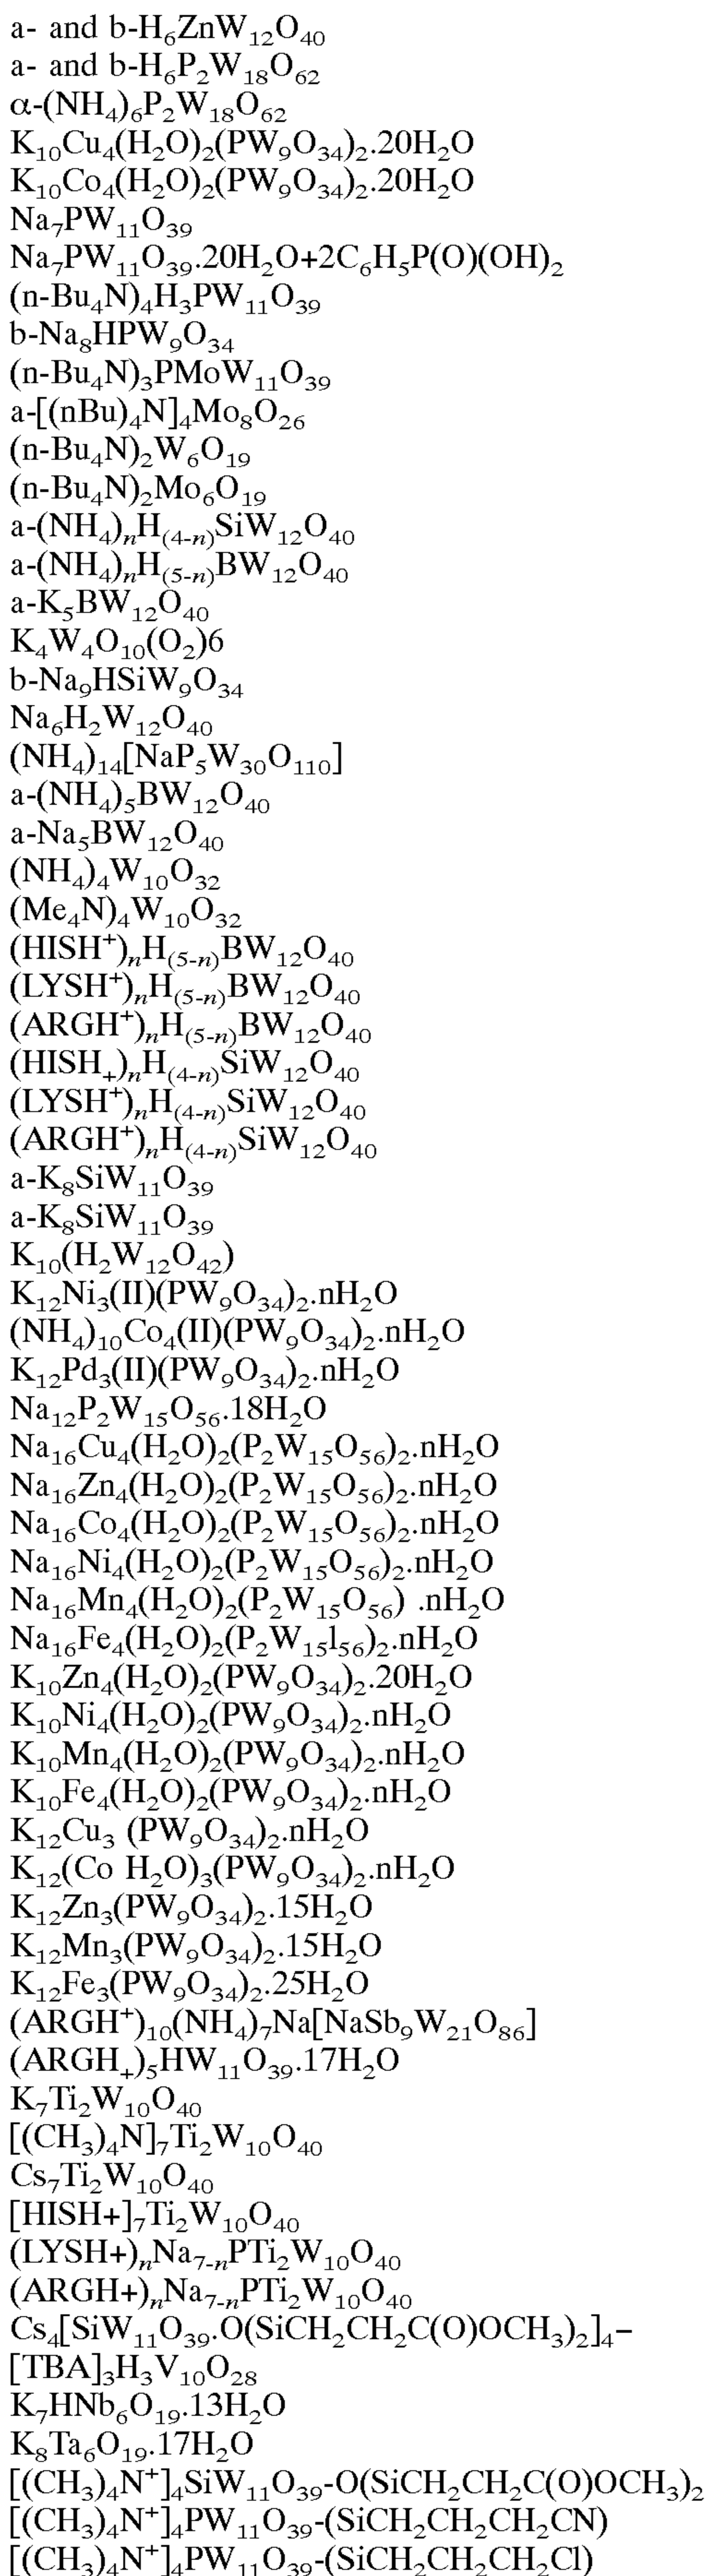 a- and b-H₆ZnW₁₂O₄₀
a- and b-H₆P₂W₁₈O₆₂
α-(NH₄)₆P₂W₁₈O₆₂
K₁₀Cu₄(H₂O)₂(PW₉O₃₄)₂.20H₂O
K₁₀Co₄(H₂O)₂(PW₉O₃₄)₂.20H₂O
Na₇PW₁₁O₃₉
Na₇PW₁₁O₃₉.20H₂O+2C₆H₅P(O)(OH)₂
(n-Bu₄N)₄H₃PW₁₁O₃₉
b-Na₈HPW₉O₃₄
(n-Bu₄N)₃PMoW₁₁O₃₉
a-[(nBu)₄N]₄Mo₈O₂₆
(n-Bu₄N)₂W₆O₁₉
(n-Bu₄N)₂Mo₆O₁₉
a-(NH₄)ₙH₍₄₋ₙ₎SiW₁₂O₄₀
a-(NH₄)ₙH₍₅₋ₙ₎BW₁₂O₄₀
a-K₅BW₁₂O₄₀
K₄W₄O₁₀(O₂)6
b-Na₉HSiW₉O₃₄
Na₆H₂W₁₂O₄₀
(NH₄)₁₄[NaP₅W₃₀O₁₁₀]
a-(NH₄)₅BW₁₂O₄₀
a-Na₅BW₁₂O₄₀
(NH₄)₄W₁₀O₃₂
(Me₄N)₄W₁₀O₃₂
(HISH⁺)ₙH₍₅₋ₙ₎BW₁₂O₄₀
(LYSH⁺)ₙH₍₅₋ₙ₎BW₁₂O₄₀
(ARGH⁺)ₙH₍₅₋ₙ₎BW₁₂O₄₀
(HISH₊)ₙH₍₄₋ₙ₎SiW₁₂O₄₀
(LYSH⁺)ₙH₍₄₋ₙ₎SiW₁₂O₄₀
(ARGH⁺)ₙH₍₄₋ₙ₎SiW₁₂O₄₀
a-K₈SiW₁₁O₃₉
a-K₈SiW₁₁O₃₉
K₁₀(H₂W₁₂O₄₂)
K₁₂Ni₃(II)(PW₉O₃₄)₂.nH₂O
(NH₄)₁₀Co₄(II)(PW₉O₃₄)₂.nH₂O
K₁₂Pd₃(II)(PW₉O₃₄)₂.nH₂O
Na₁₂P₂W₁₅O₅₆.18H₂O
Na₁₆Cu₄(H₂O)₂(P₂W₁₅O₅₆)₂.nH₂O
Na₁₆Zn₄(H₂O)₂(P₂W₁₅O₅₆)₂.nH₂O
Na₁₆Co₄(H₂O)₂(P₂W₁₅O₅₆)₂.nH₂O
Na₁₆Ni₄(H₂O)₂(P₂W₁₅O₅₆)₂.nH₂O
Na₁₆Mn₄(H₂O)₂(P₂W₁₅O₅₆) .nH₂O
Na₁₆Fe₄(H₂O)₂(P₂W₁₅l₅₆)₂.nH₂O
K₁₀Zn₄(H₂O)₂(PW₉O₃₄)₂.20H₂O
K₁₀Ni₄(H₂O)₂(PW₉O₃₄)₂.nH₂O
K₁₀Mn₄(H₂O)₂(PW₉O₃₄)₂.nH₂O
K₁₀Fe₄(H₂O)₂(PW₉O₃₄)₂.nH₂O
K₁₂Cu₃ (PW₉O₃₄)₂.nH₂O
K₁₂(Co H₂O)₃(PW₉O₃₄)₂.nH₂O
K₁₂Zn₃(PW₉O₃₄)₂.15H₂O
K₁₂Mn₃(PW₉O₃₄)₂.15H₂O
K₁₂Fe₃(PW₉O₃₄)₂.25H₂O
(ARGH⁺)₁₀(NH₄)₇Na[NaSb₉W₂₁O₈₆]
(ARGH₊)₅HW₁₁O₃₉.17H₂O
K₇Ti₂W₁₀O₄₀
[(CH₃)₄N]₇Ti₂W₁₀O₄₀
Cs₇Ti₂W₁₀O₄₀
[HISH+]₇Ti₂W₁₀O₄₀
(LYSH+)ₙNa₇₋ₙPTi₂W₁₀O₄₀
(ARGH+)ₙNa₇₋ₙPTi₂W₁₀O₄₀
Cs₄[SiW₁₁O₃₉.O(SiCH₂CH₂C(O)OCH₃)₂]₄–
[TBA]₃H₃V₁₀O₂₈
K₇HNb₆O₁₉.13H₂O
K₈Ta₆O₁₉.17H₂O
[(CH₃)₄N⁺]₄SiW₁₁O₃₉-O(SiCH₂CH₂C(O)OCH₃)₂
[(CH₃)₄N⁺]₄PW₁₁O₃₉-(SiCH₂CH₂CH₂CN)
[(CH₃)₄N⁺]₄PW₁₁O₃₉-(SiCH₂CH₂CH₂Cl)